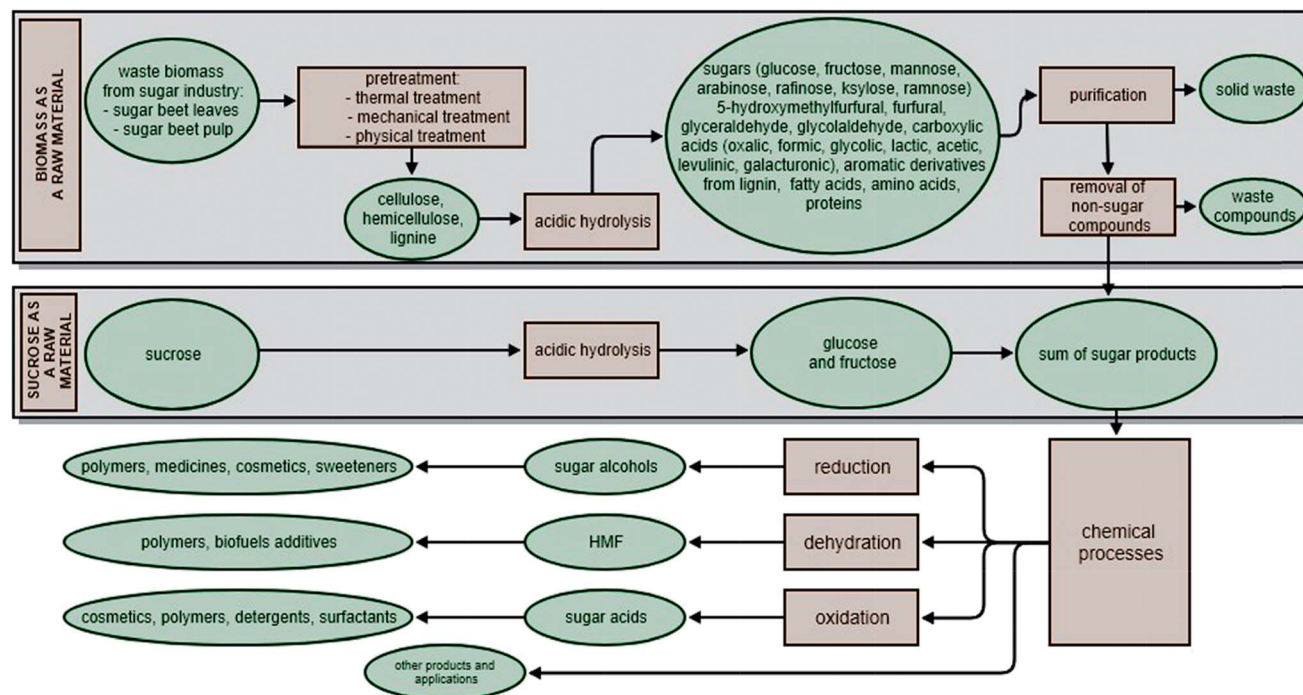 BIOMASS AS
A RAW MATERIAL
waste biomass
from sugar industry:
- sugar beet leaves
- sugar beet pulp
pretreatment:
- thermal treatment
- mechanical treatment
- physical treatment
cellulose,
hemicellulose,
lignine
acidic hydrolysis
sugars (glucose, fructose, mannose,
arabinose, rafinose, ksylose, ramnose)
5-hydroxymethylfurfural, furfural,
glyceraldehyde, glycolaldehyde, carboxylic
acids (oxalic, formic, glycolic, lactic, acetic,
levulinic, galacturonic), aromatic derivatives
from lignin, fatty acids, amino acids,
proteins
purification
solid waste
removal of
non-sugar
compounds
waste
compounds
SUCROSE AS
A RAW
MATERIAL
sucrose
acidic hydrolysis
glucose
and fructose
sum of sugar products
polymers, medicines, cosmetics, sweeteners
sugar alcohols
reduction
chemical
processes
polymers, biofuels additives
HMF
dehydration
cosmetics, polymers, detergents, surfactants
sugar acids
oxidation
other products and
applications